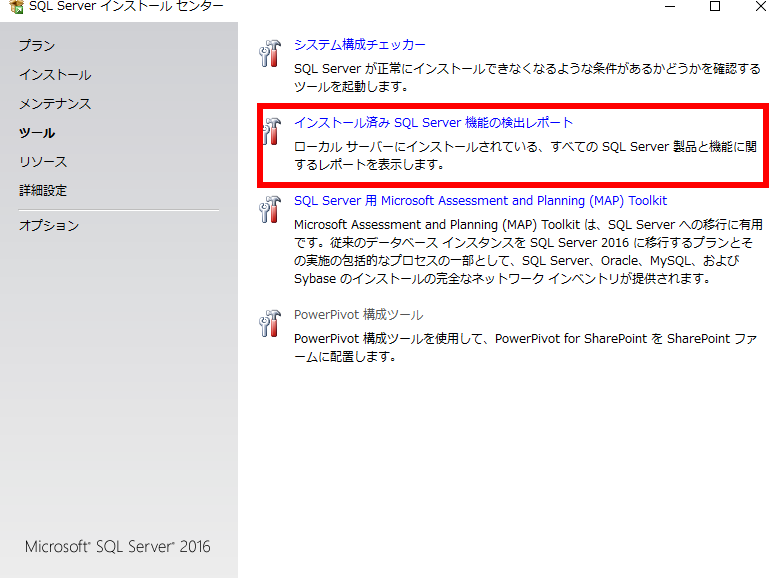 SQL Server インストール センター
プラン
インストール
メンテナンス
ツール
リソース
詳細設定
オプション
システム構成チェッカー
SQL Server が正常にインストールできなくなるような条件があるかどうかを確認する
ツールを起動します。
インストール済み SQL Server 機能の検出レポート
ローカル サーバーにインストールされている、すべての SQL Server 製品と機能に関
するレポートを表示します。
SQL Server 用 Microsoft Assessment and Planning (MAP) Toolkit
Microsoft Assessment and Planning (MAP) Toolkit は、SQL Server への移行に有用
です。従来のデータベース インスタンスを SQL Server 2016 に移行するプランとそ
の実施の包括的なプロセスの一部として、SQL Server、Oracle、MySQL、および
Sybase のインストールの完全なネットワーク インベントリが提供されます。
PowerPivot 構成ツール
PowerPivot 構成ツールを使用して、PowerPivot for SharePoint を SharePoint ファ
ームに配置します。
Microsoft® SQL Server® 2016